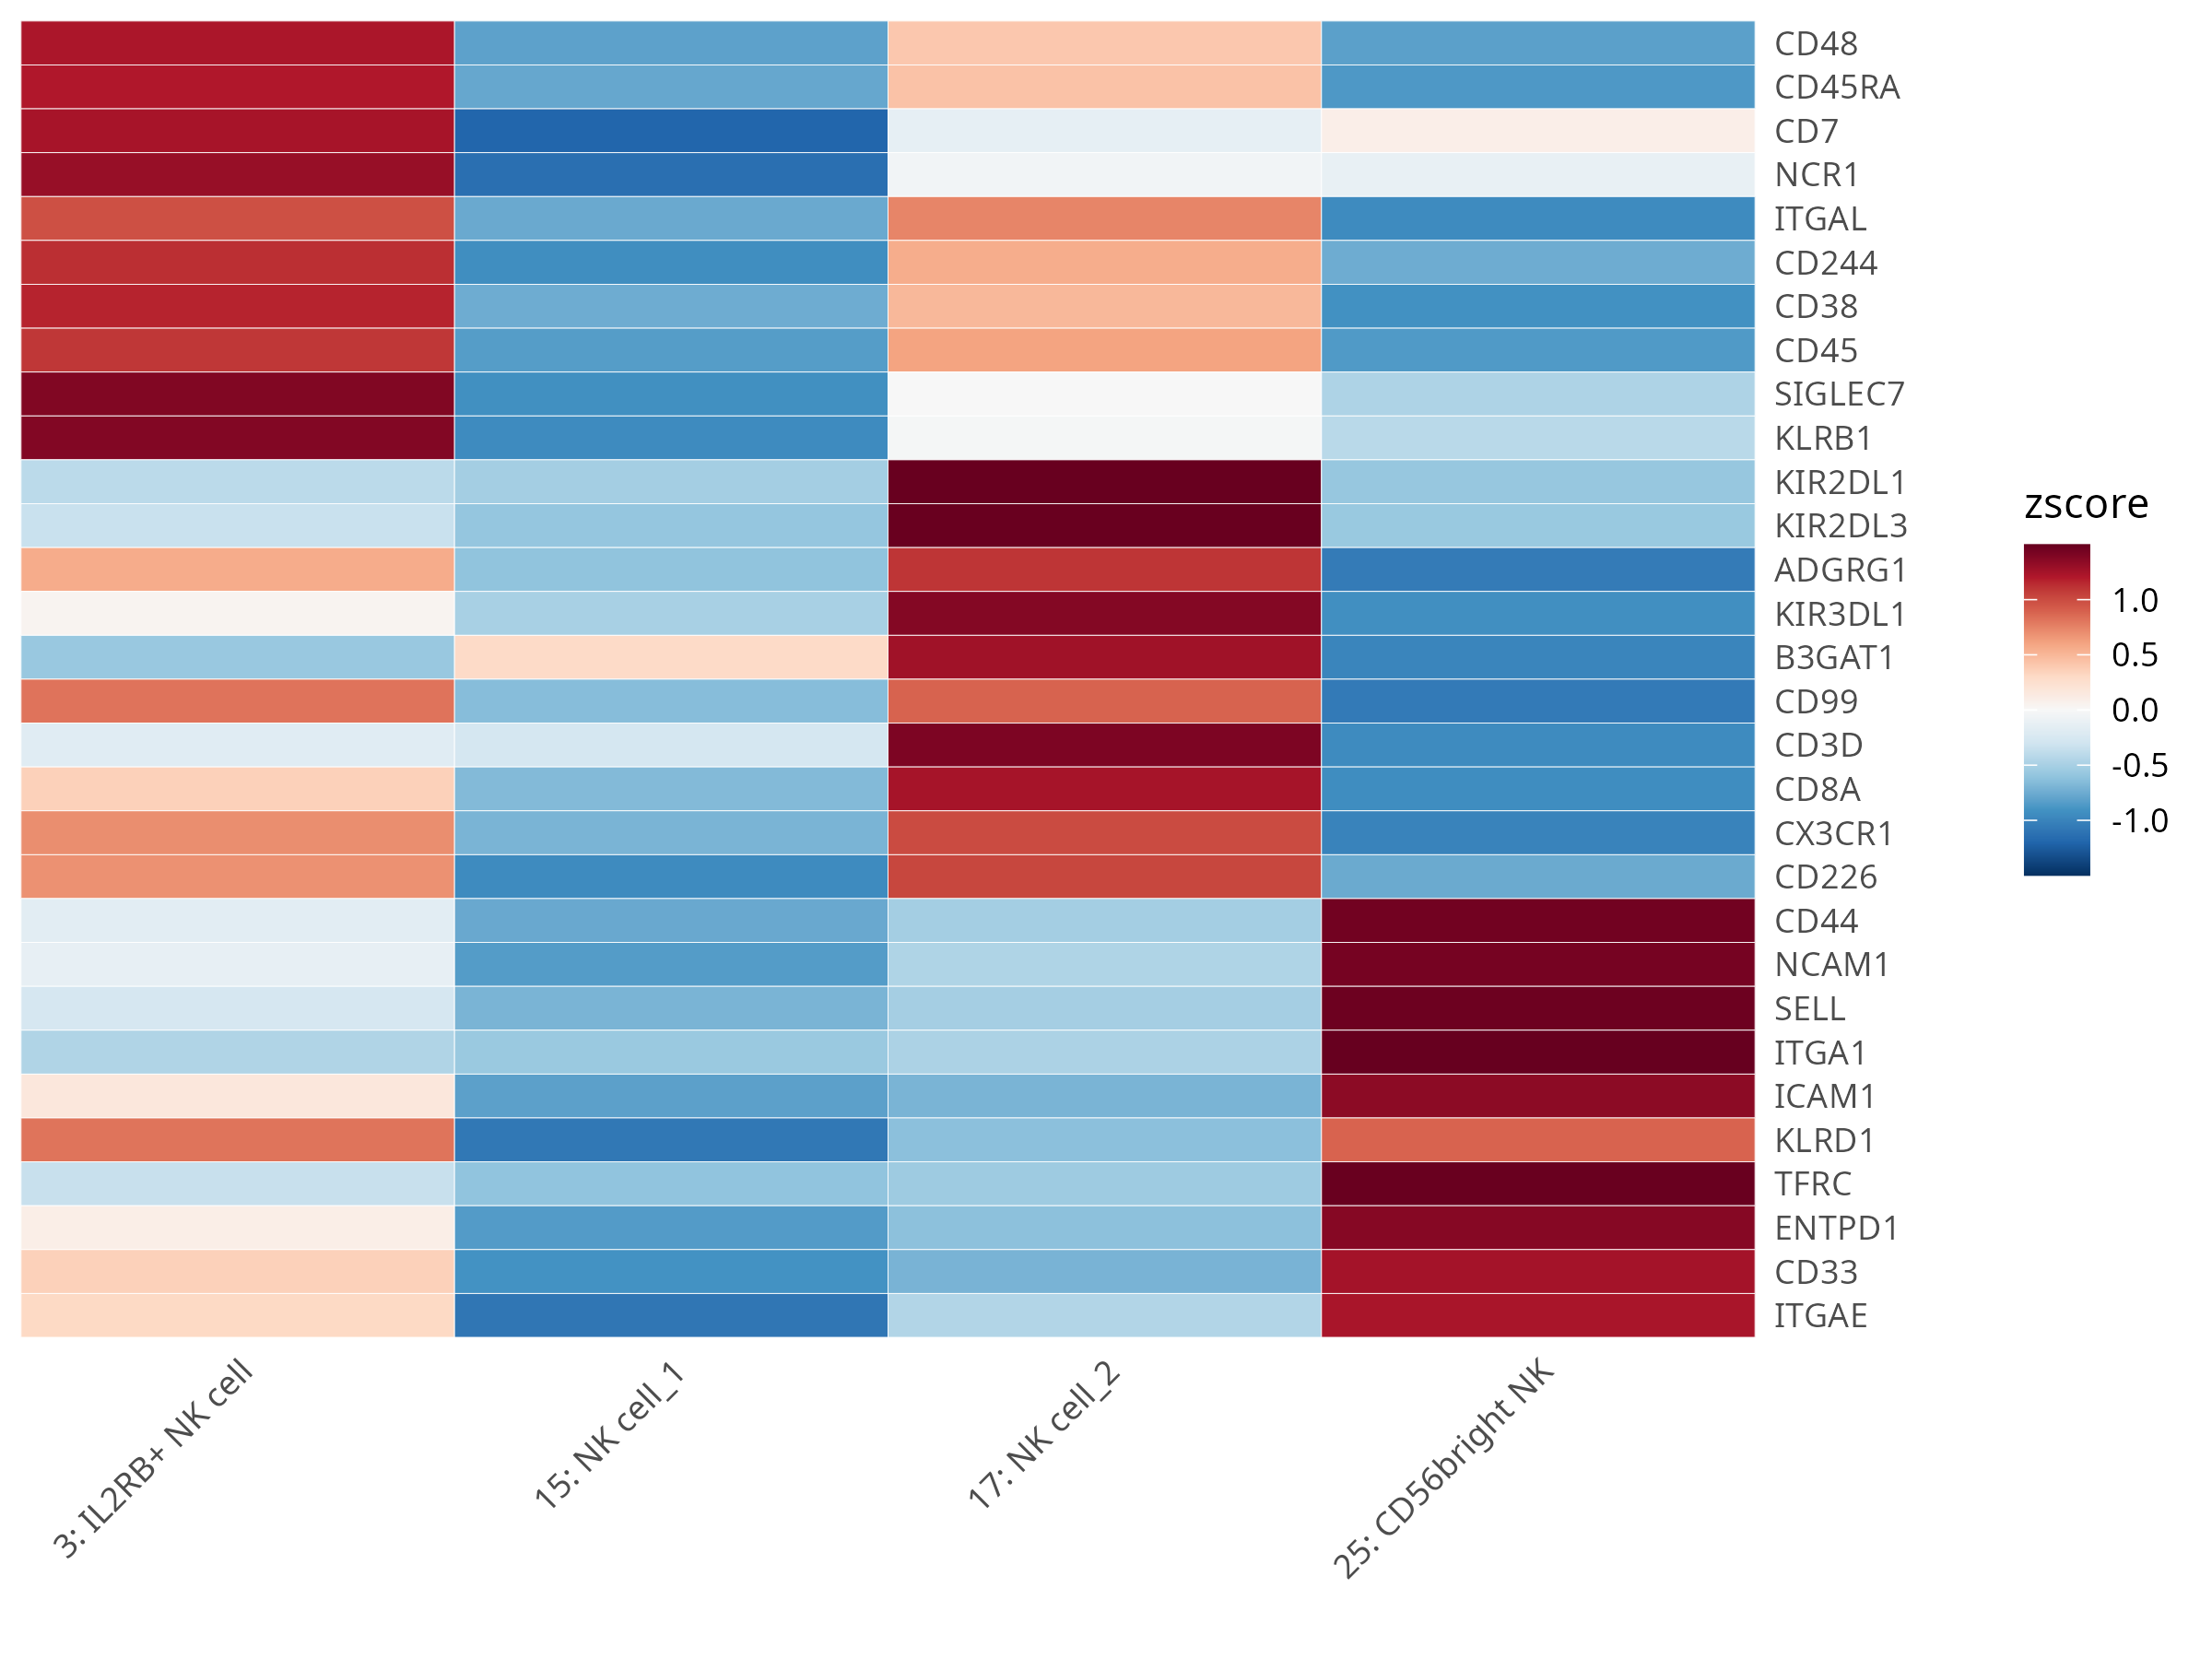 CD48
CD45RA
CD7
NCR1
ITGAL
CD244
CD38
CD45
SIGLEC7
KLRB1
KIR2DL1
KIR2DL3
ADGRG1
KIR3DL1
B3GAT1
CD99
CD3D
CD8A
CX3CR1
CD226
CD44
NCAM1
SELL
ITGA1
ICAM1
KLRD1
TFRC
ENTPD1
CD33
ITGAE
zscore
1.0
0.5
0.0
-0.5
-1.0
3: IL2RB+ NK cell
15: NK cell_1
17: NK cell_2
25: CD56bright NK